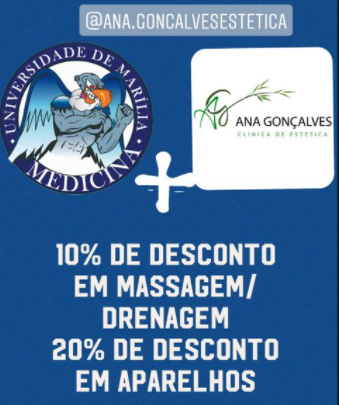 @ANA.GONCALVESESTETICA
UNIVERSIDADE DE MARÍLIA
MEDICINA
AG
ANA GONÇALVES
CLÍNICA DE ESTÉTICA
+
10% DE DESCONTO
EM MASSAGEM/
DRENAGEM
20% DE DESCONTO
EM APARELHOS